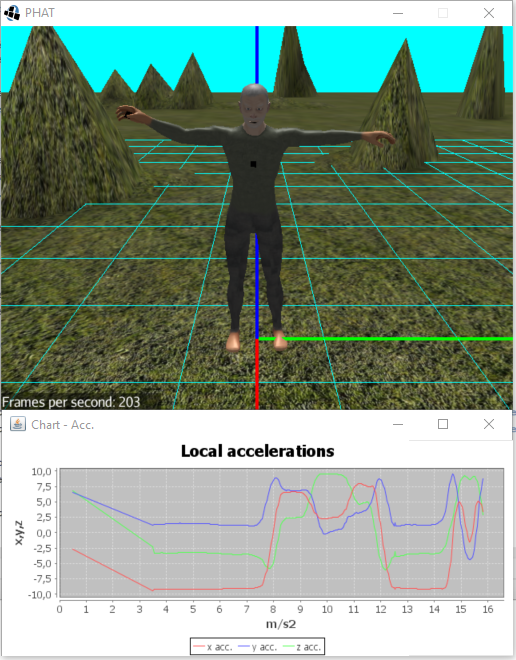 PHAT
Frames per second: 203
Chart - Acc.
Local accelerations
10,0
7,5
5,0
2,5
0,0
-2,5
-5,0
-7,5
-10,0
x,y,z
0 1 2 3 4 5 6 7 8 9 10 11 12 13 14 15 16
m/s2
x acc. y acc. z acc.